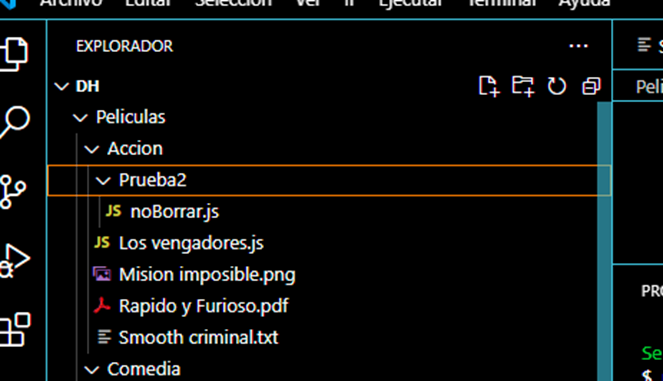 Archivo Editar Selección Ver Ir Ejecutar Terminal Ayuda
EXPLORADOR ...
DH
Peliculas
Accion
Prueba2
JS noBorrar.js
JS Los vengadores.js
Mision imposible.png
Rapido y Furioso.pdf
Smooth criminal.txt
Comedia
Peli
PRO
Se
$